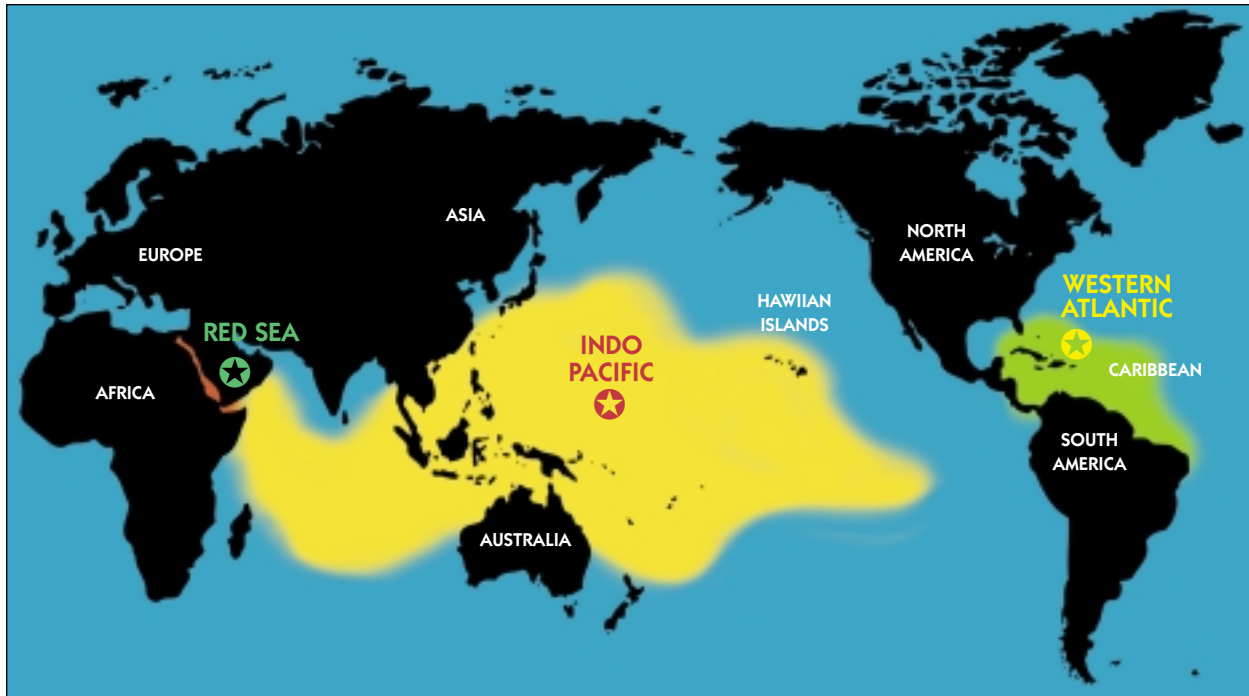 ASIA
EUROPE
NORTH
AMERICA
WESTERN
ATLANTIC
HAWIIAN
ISLANDS
RED SEA
INDO
PACIFIC
CARIBBEAN
AFRICA
SOUTH
AMERICA
AUSTRALIA